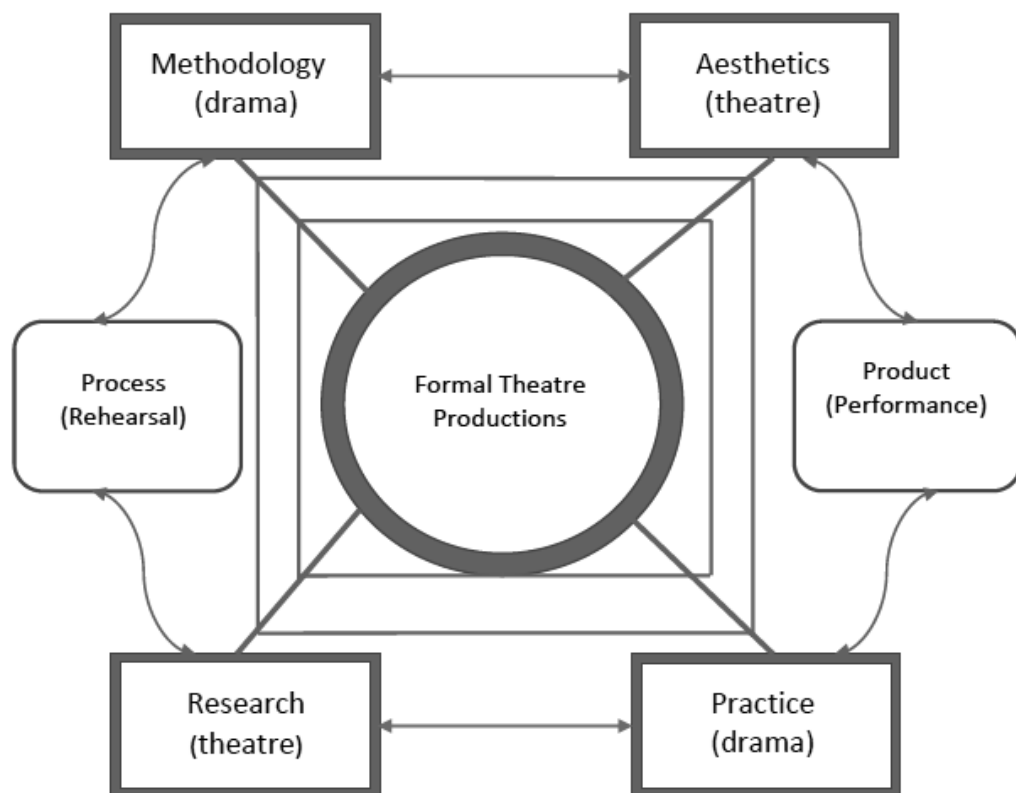 Methodology
(drama)
Aesthetics
(theatre)
Process
(Rehearsal)
Formal Theatre
Productions
Product
(Performance)
Research
(theatre)
Practice
(drama)